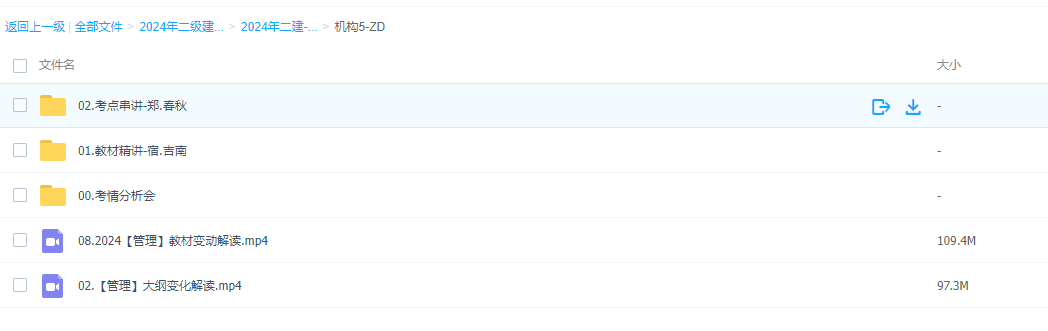 返回上一级 | 全部文件 > 2024年二级建... > 2024年二建-... > 机构5-ZD
文件名 大小
02.考点串讲-郑.春秋 -
01.教材精讲-宿.吉南 -
00.考情分析会 -
08.2024【管理】教材变动解读.mp4 109.4M
02.【管理】大纲变化解读.mp4 97.3M